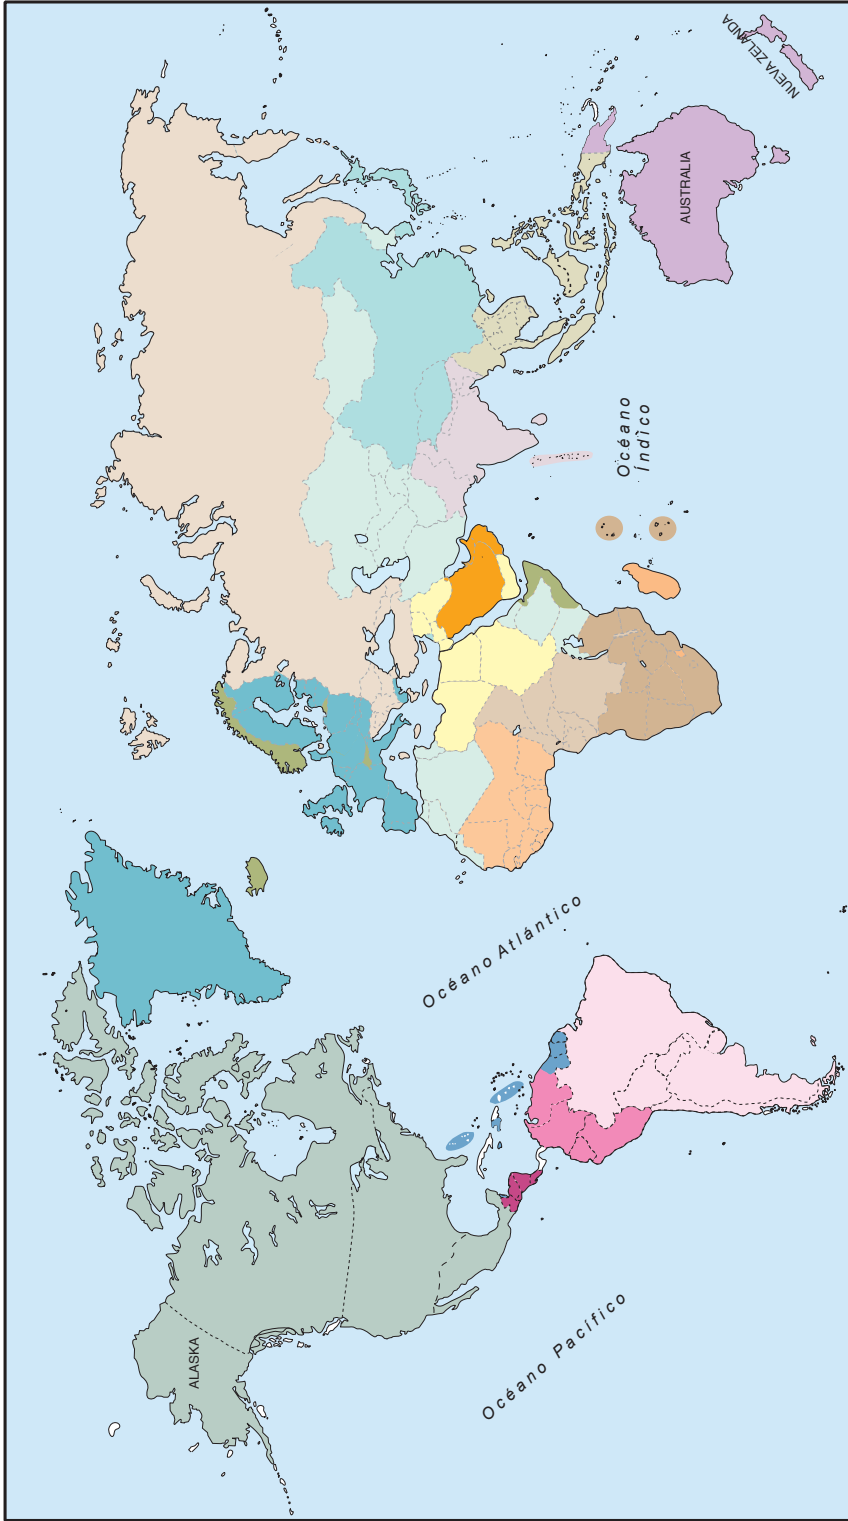 ALASKA
Océano Pacífico
Océano Atlántico
Océano
Índico
AUSTRALIA
NUEVA ZELANDA